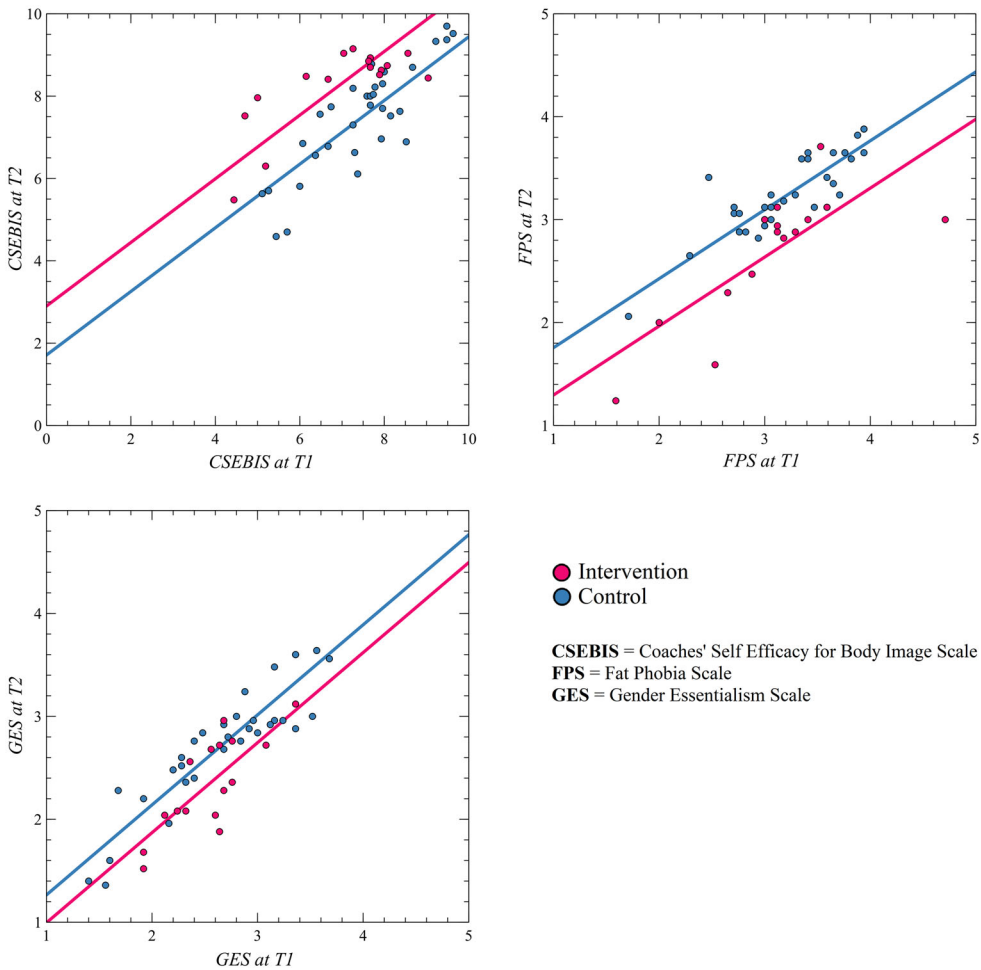 10
8
6
4
2
0
0
2
4
6
8
10
CSEBIS at T2
CSEBIS at T1
5
4
3
2
1
1
2
3
4
5
FPS at T2
FPS at T1
5
4
3
2
1
1
2
3
4
5
GES at T2
GES at T1
Intervention
Control
CSEBIS = Coaches' Self Efficacy for Body Image Scale
FPS = Fat Phobia Scale
GES = Gender Essentialism Scale